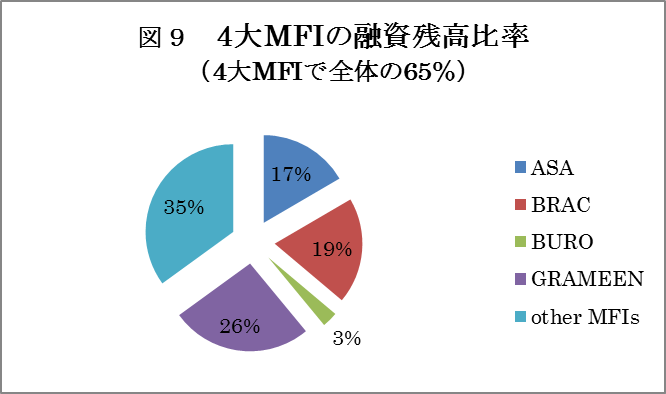 図９　4大MFIの融資残高比率
（4大MFIで全体の65%）
17%
19%
3%
26%
35%
ASA
BRAC
BURO
GRAMEEN
other MFIs